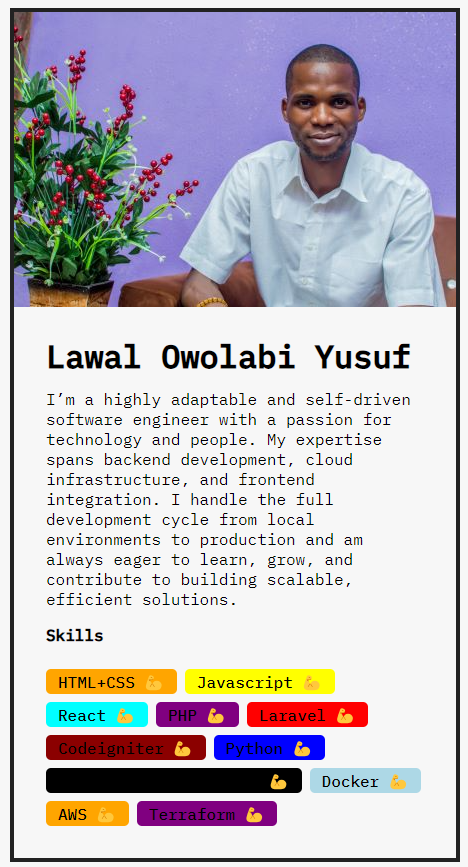 Lawal Owolabi Yusuf
I’m a highly adaptable and self-driven
software engineer with a passion for
technology and people. My expertise
spans backend development, cloud
infrastructure, and frontend
integration. I handle the full
development cycle from local
environments to production and am
always eager to learn, grow, and
contribute to building scalable,
efficient solutions.
Skills
HTML+CSS 💪 Javascript 💪
React 💪 PHP 💪 Laravel 💪
Codeigniter 💪 Python 💪
💪 Docker 💪
AWS 💪 Terraform 💪